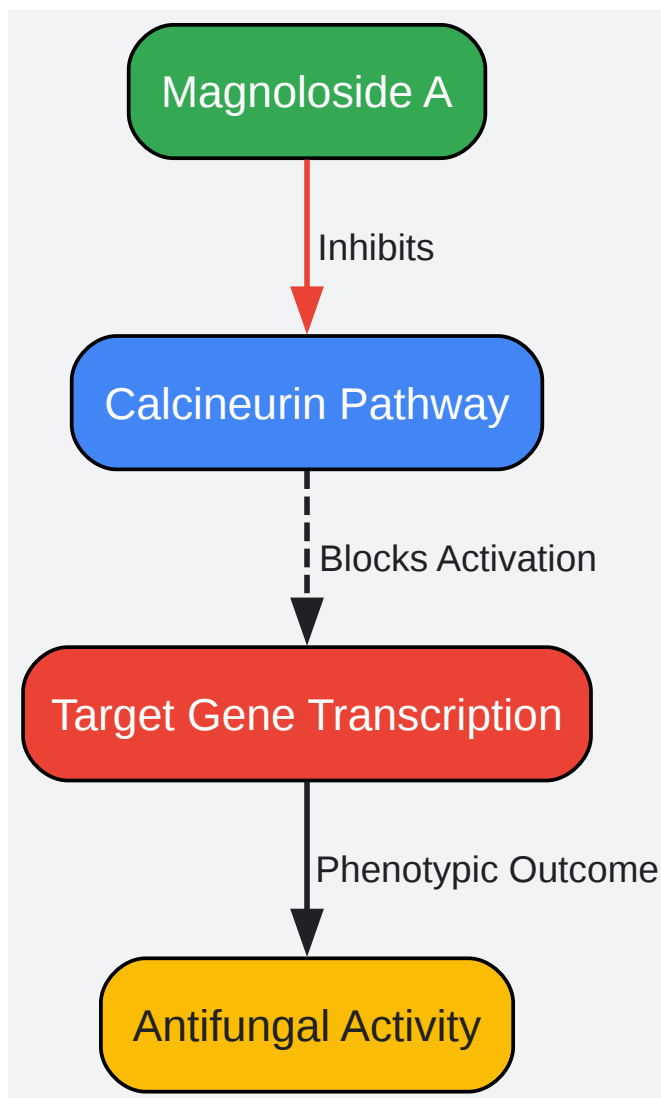 Magnoloside A
Inhibits
Calcineurin Pathway
Blocks Activation
Target Gene Transcription
Phenotypic Outcome
Antifungal Activity